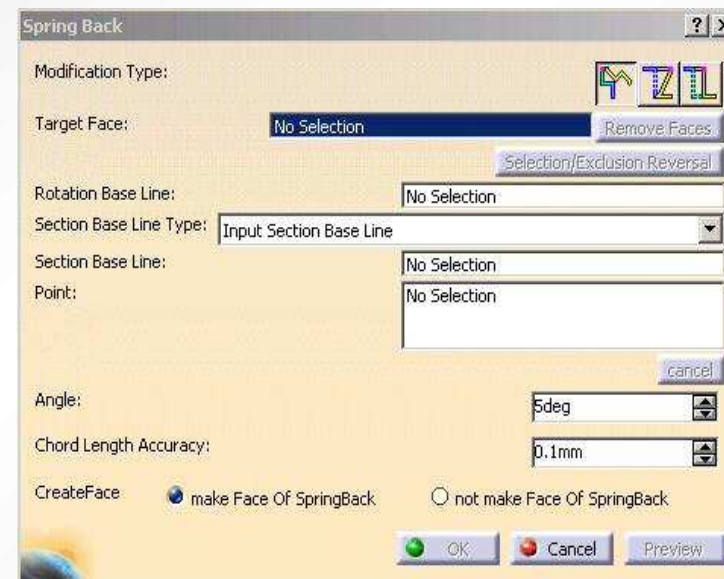 Spring Back
Modification Type:
Target Face: No Selection Remove Faces
Selection/Exclusion Reversal
Rotation Base Line: No Selection
Section Base Line Type: Input Section Base Line
Section Base Line: No Selection
Point: No Selection
cancel
Angle: 5deg
Chord Length Accuracy: 0.1mm
CreateFace make Face Of SpringBack not make Face Of SpringBack
OK Cancel Preview